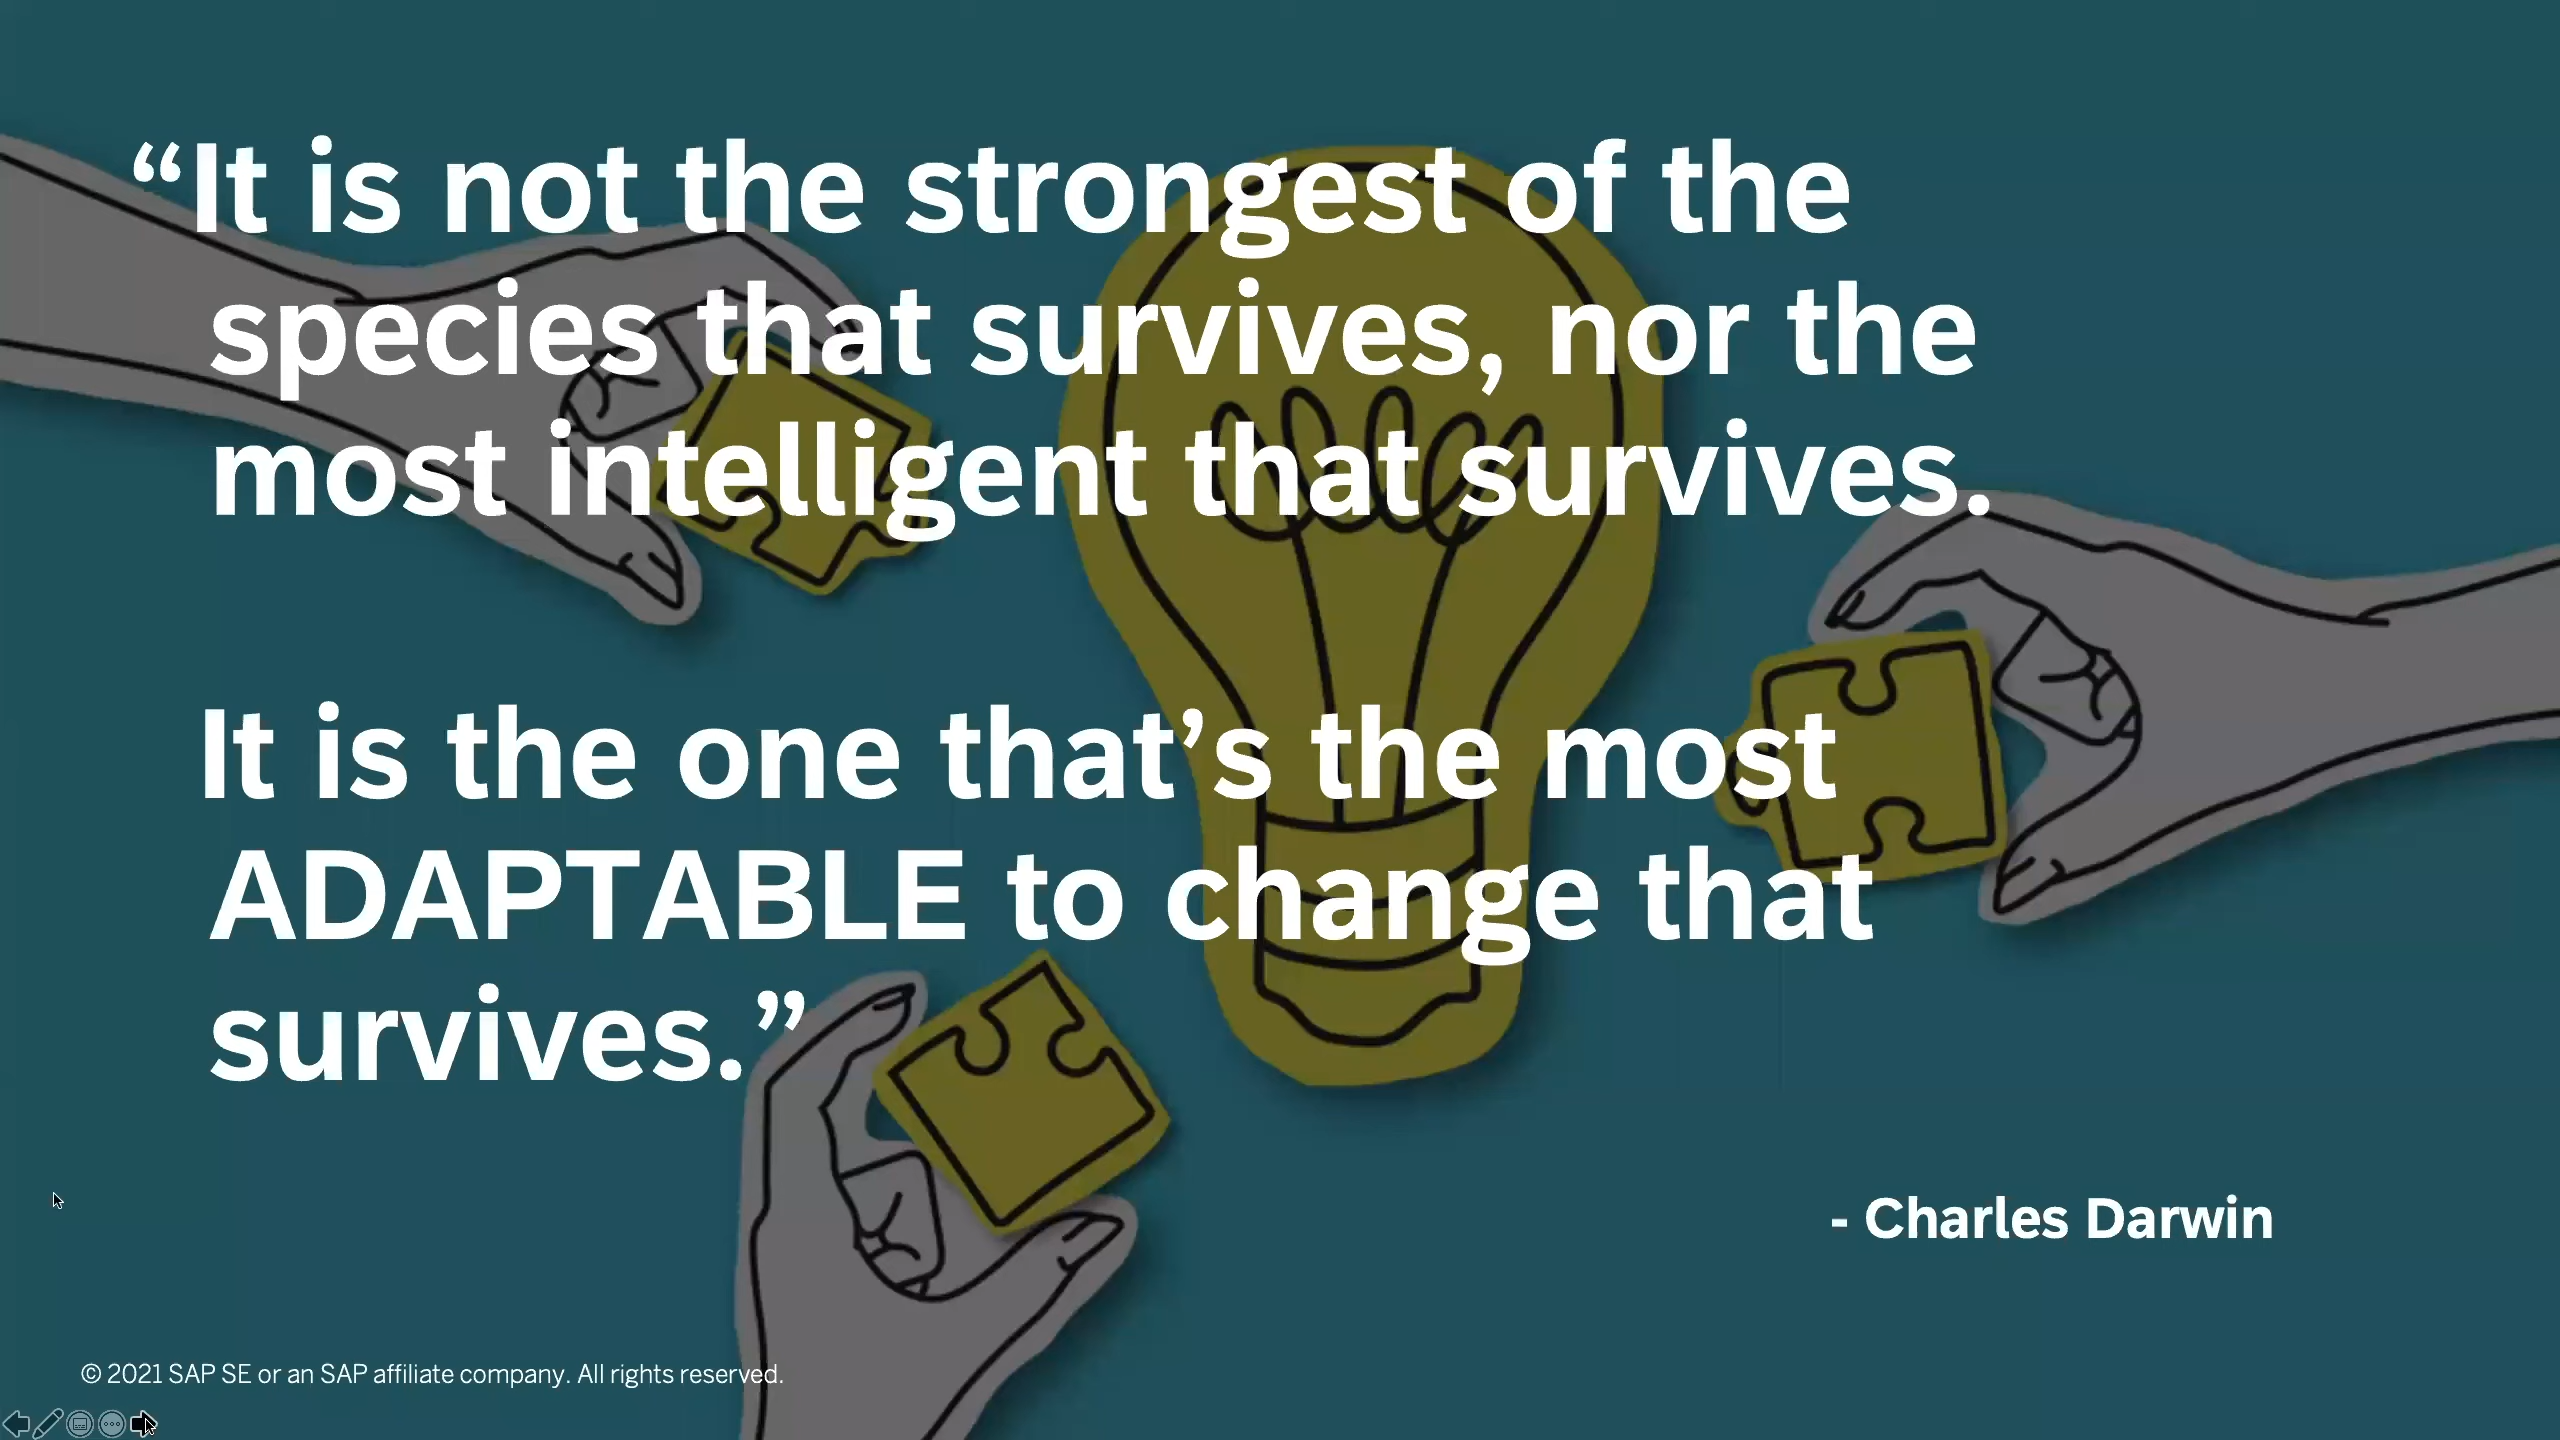 “It is not the strongest of the
species that survives, nor the
most intelligent that survives.
It is the one that’s the most
ADAPTABLE to change that
survives.”
- Charles Darwin
© 2021 SAP SE or an SAP affiliate company. All rights reserved.